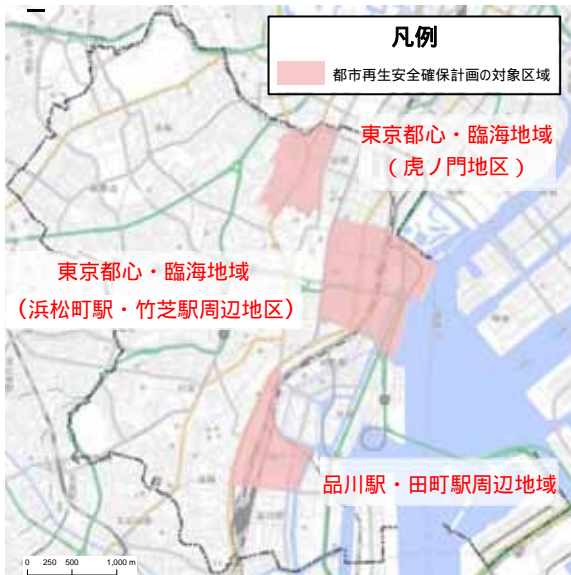 凡例
都市再生安全確保計画の対象区域
東京都心・臨海地域
（虎ノ門地区）
東京都心・臨海地域
（浜松町駅・竹芝駅周辺地区）
品川駅・田町駅周辺地域
0 250 500 1,000 m